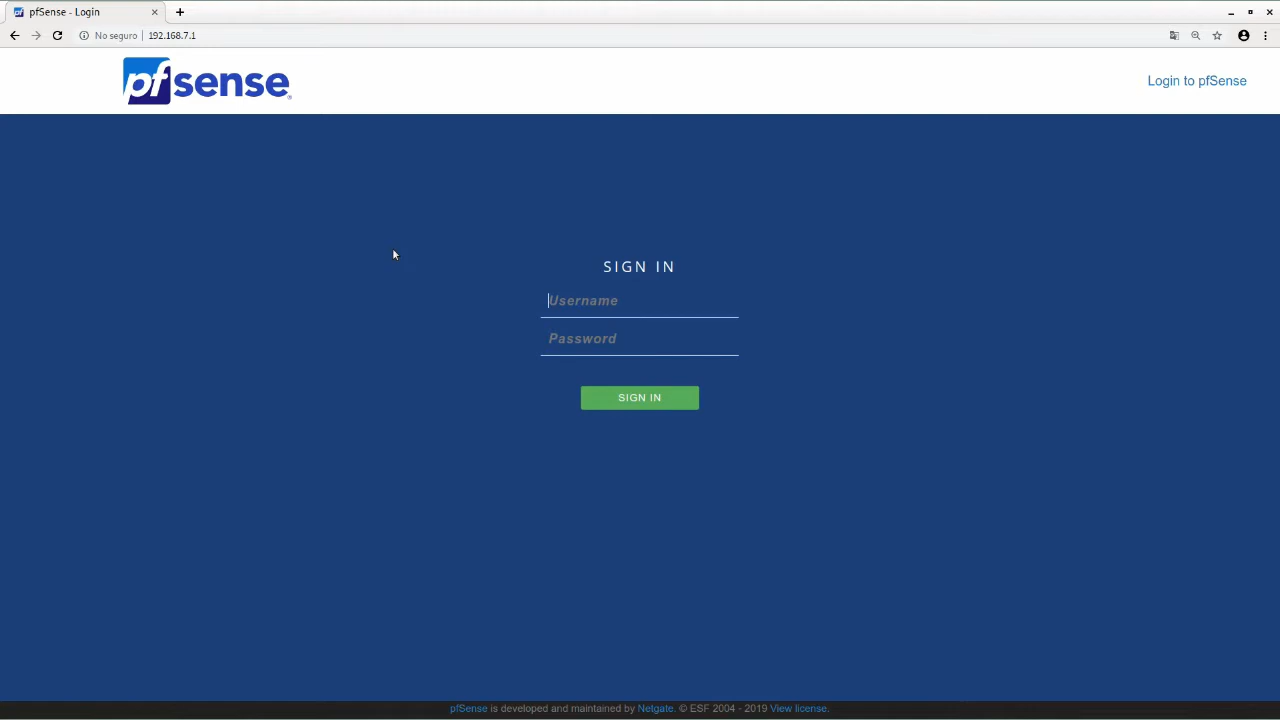 pfSense - Login
No seguro
192.168.7.1
pfsense
Login to pfSense
SIGN IN
Username
Password
SIGN IN
pfSense is developed and maintained by Netgate. © ESF 2004 - 2019 View license.